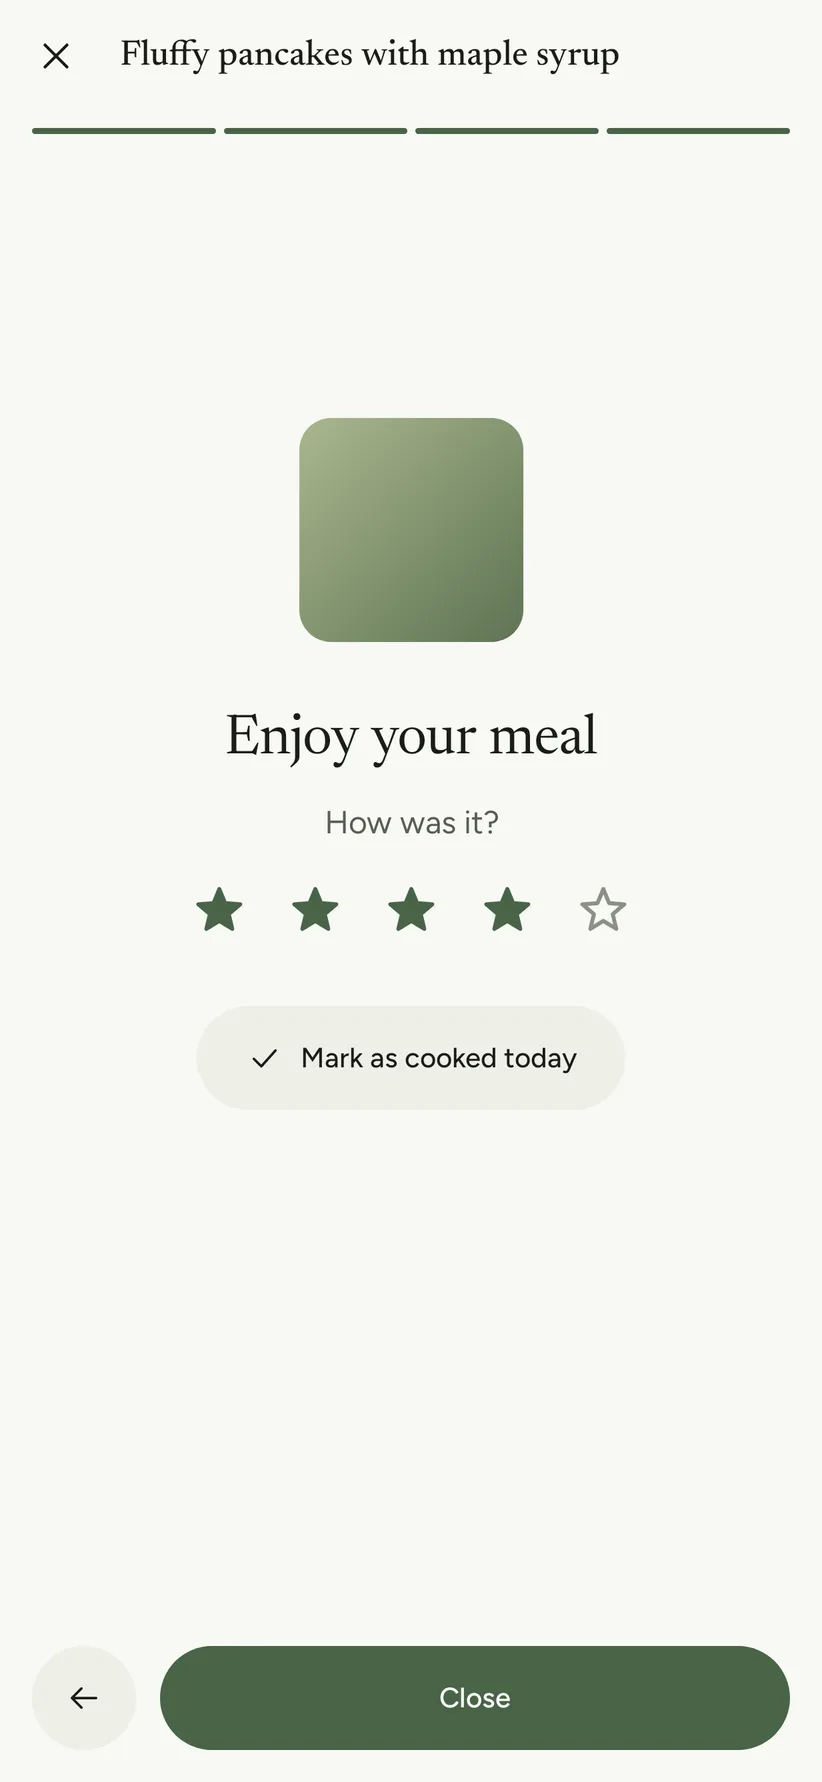 Fluffy pancakes with maple syrup
Enjoy your meal
How was it?
Mark as cooked today
Close